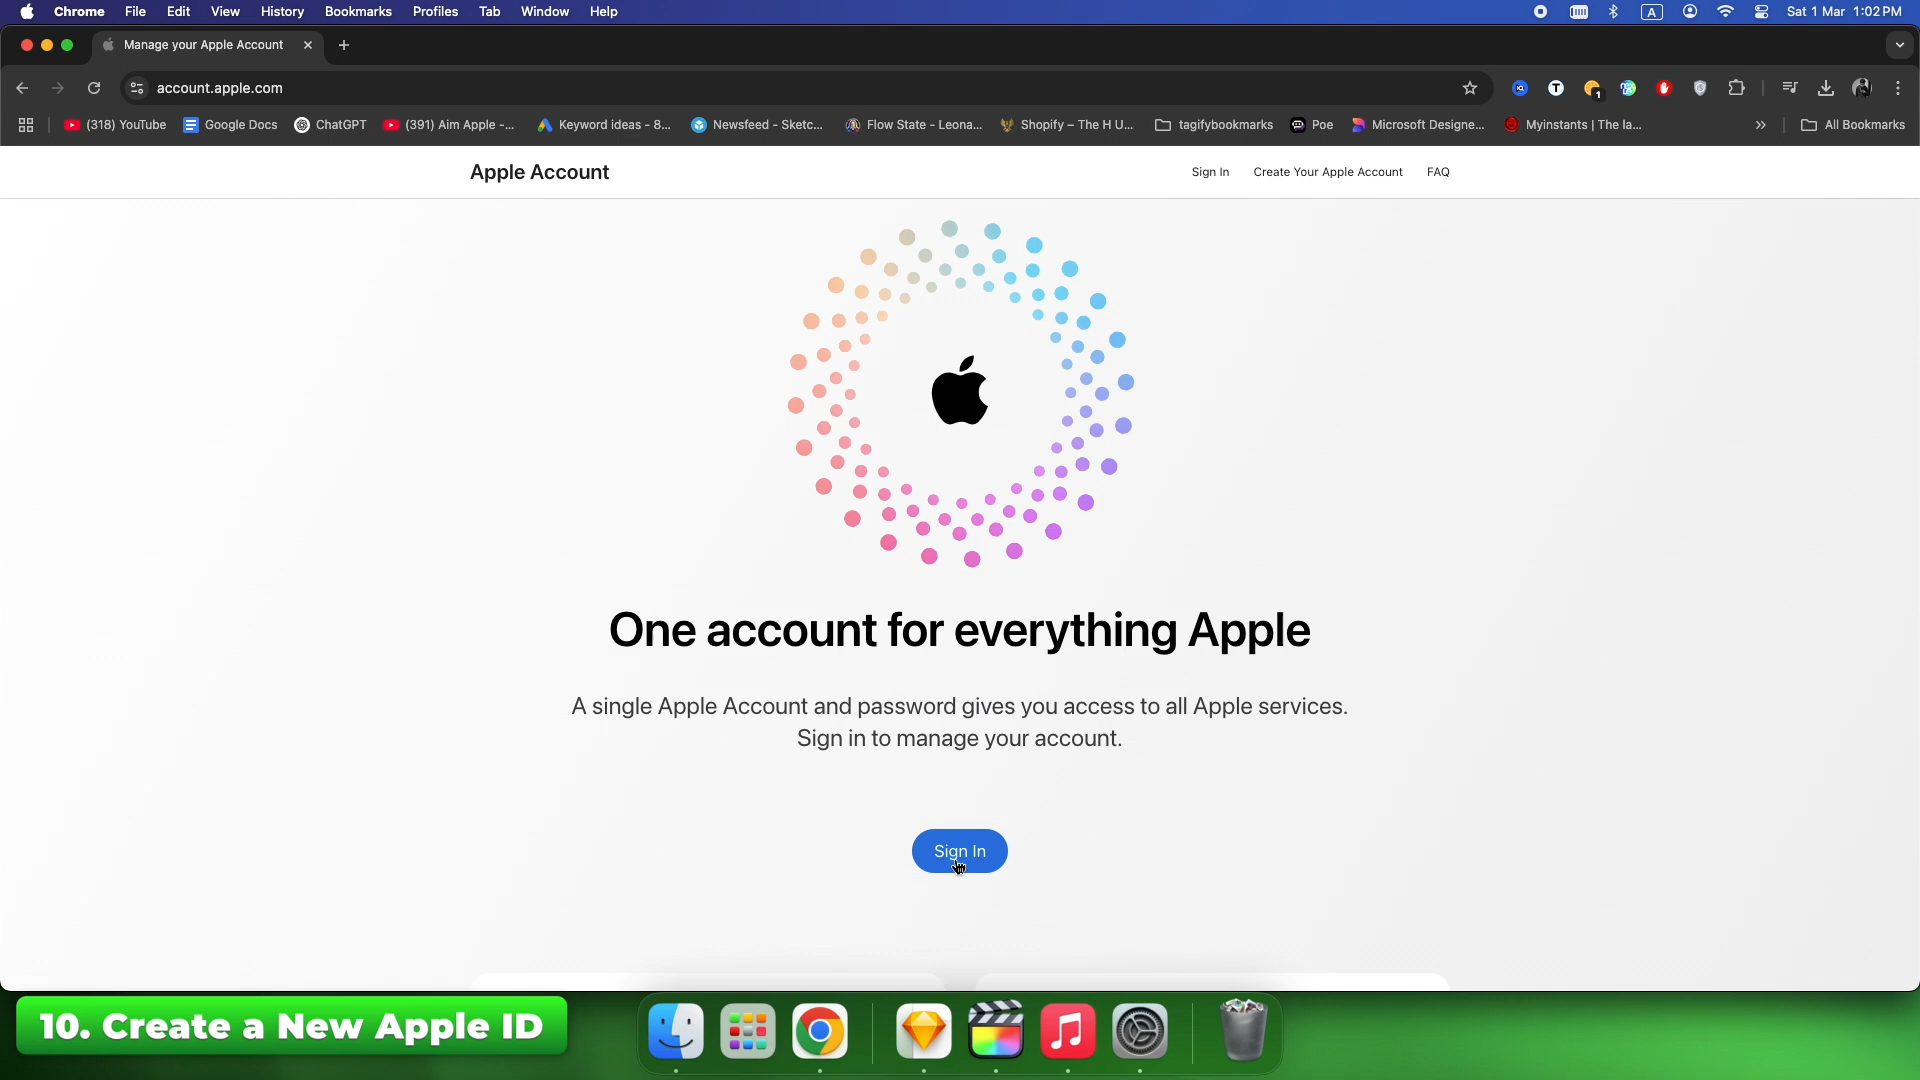 Chrome File Edit View History Bookmarks Profiles Tab Window Help A Sat 1 Mar 1:02 PM
Manage your Apple Account
account.apple.com T 1
(318) YouTube Google Docs ChatGPT (391) Aim Apple -... Keyword ideas - 8... Newsfeed - Sketc... Flow State - Leona... Shopify – The H U... tagifybookmarks Poe Microsoft Designe... Myinstants | The la... » All Bookmarks
Apple Account Sign In Create Your Apple Account FAQ
One account for everything Apple
A single Apple Account and password gives you access to all Apple services.
Sign in to manage your account.
Sign In
10. Create a New Apple ID